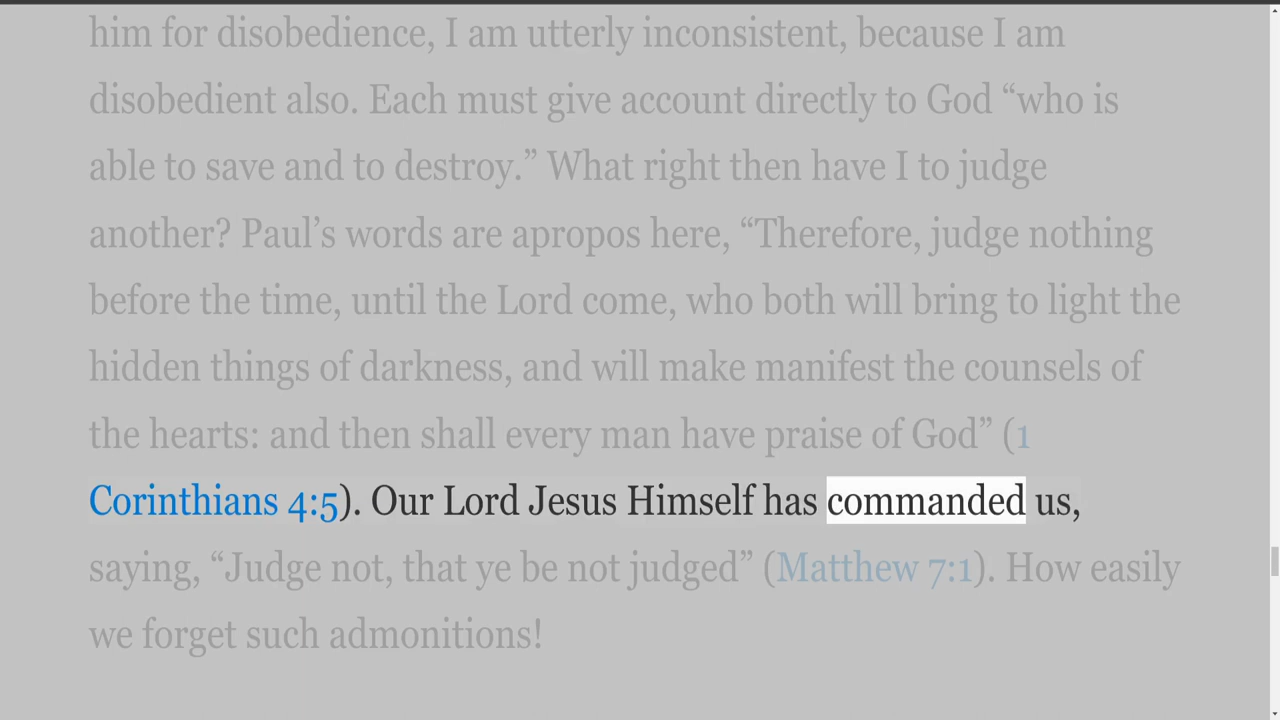 him for disobedience, I am utterly inconsistent, because I am
disobedient also. Each must give account directly to God “who is
able to save and to destroy.” What right then have I to judge
another? Paul’s words are apropos here, “Therefore, judge nothing
before the time, until the Lord come, who both will bring to light the
hidden things of darkness, and will make manifest the counsels of
the hearts: and then shall every man have praise of God” (1
Corinthians 4:5). Our Lord Jesus Himself has commanded us,
saying, “Judge not, that ye be not judged” (Matthew 7:1). How easily
we forget such admonitions!